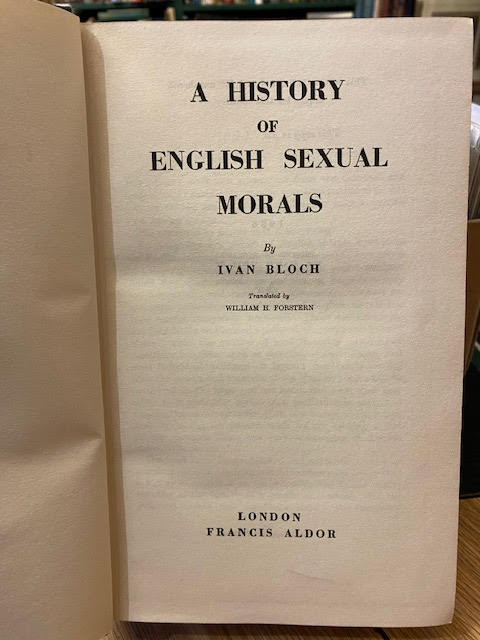 A HISTORY
OF
ENGLISH SEXUAL
MORALS
By
IVAN BLOCH
Translated by
WILLIAM H. FORSTERN
LONDON
FRANCIS ALDOR